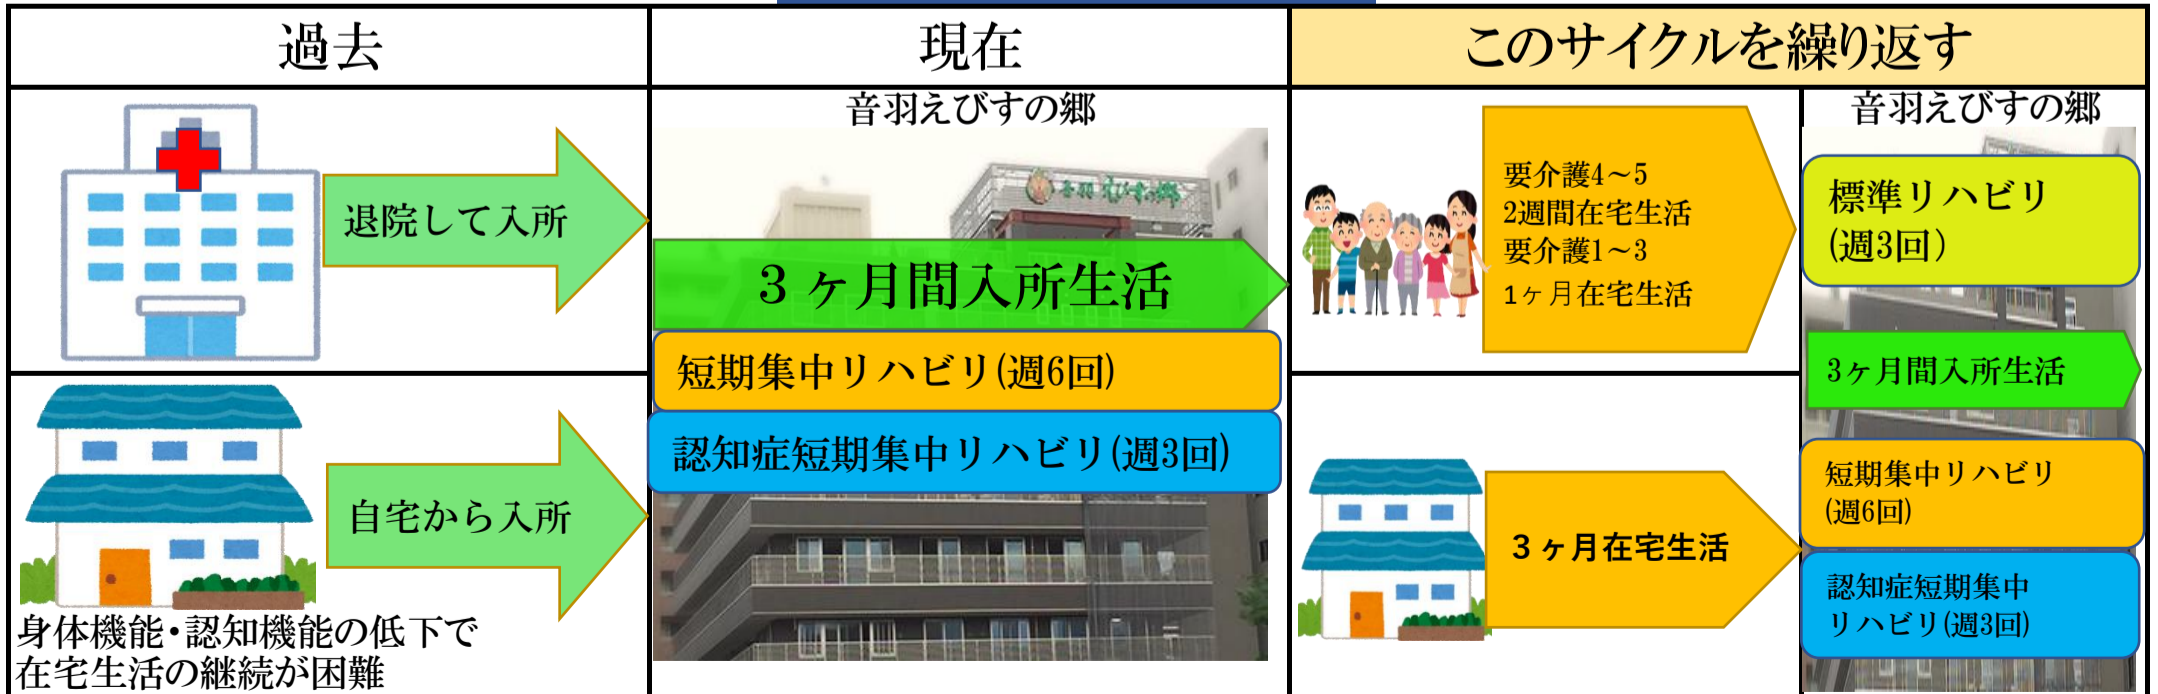 過去
現在
このサイクルを繰り返す
退院して入所
自宅から入所
身体機能・認知機能の低下で
在宅生活の継続が困難
音羽えびすの郷
音羽えびすの郷
３ヶ月間入所生活
短期集中リハビリ(週6回)
認知症短期集中リハビリ(週3回)
要介護4～5
2週間在宅生活
要介護1～3
1ヶ月在宅生活
３ヶ月在宅生活
音羽えびすの郷
標準リハビリ
(週3回）
3ヶ月間入所生活
短期集中リハビリ
(週6回)
認知症短期集中
リハビリ(週3回)